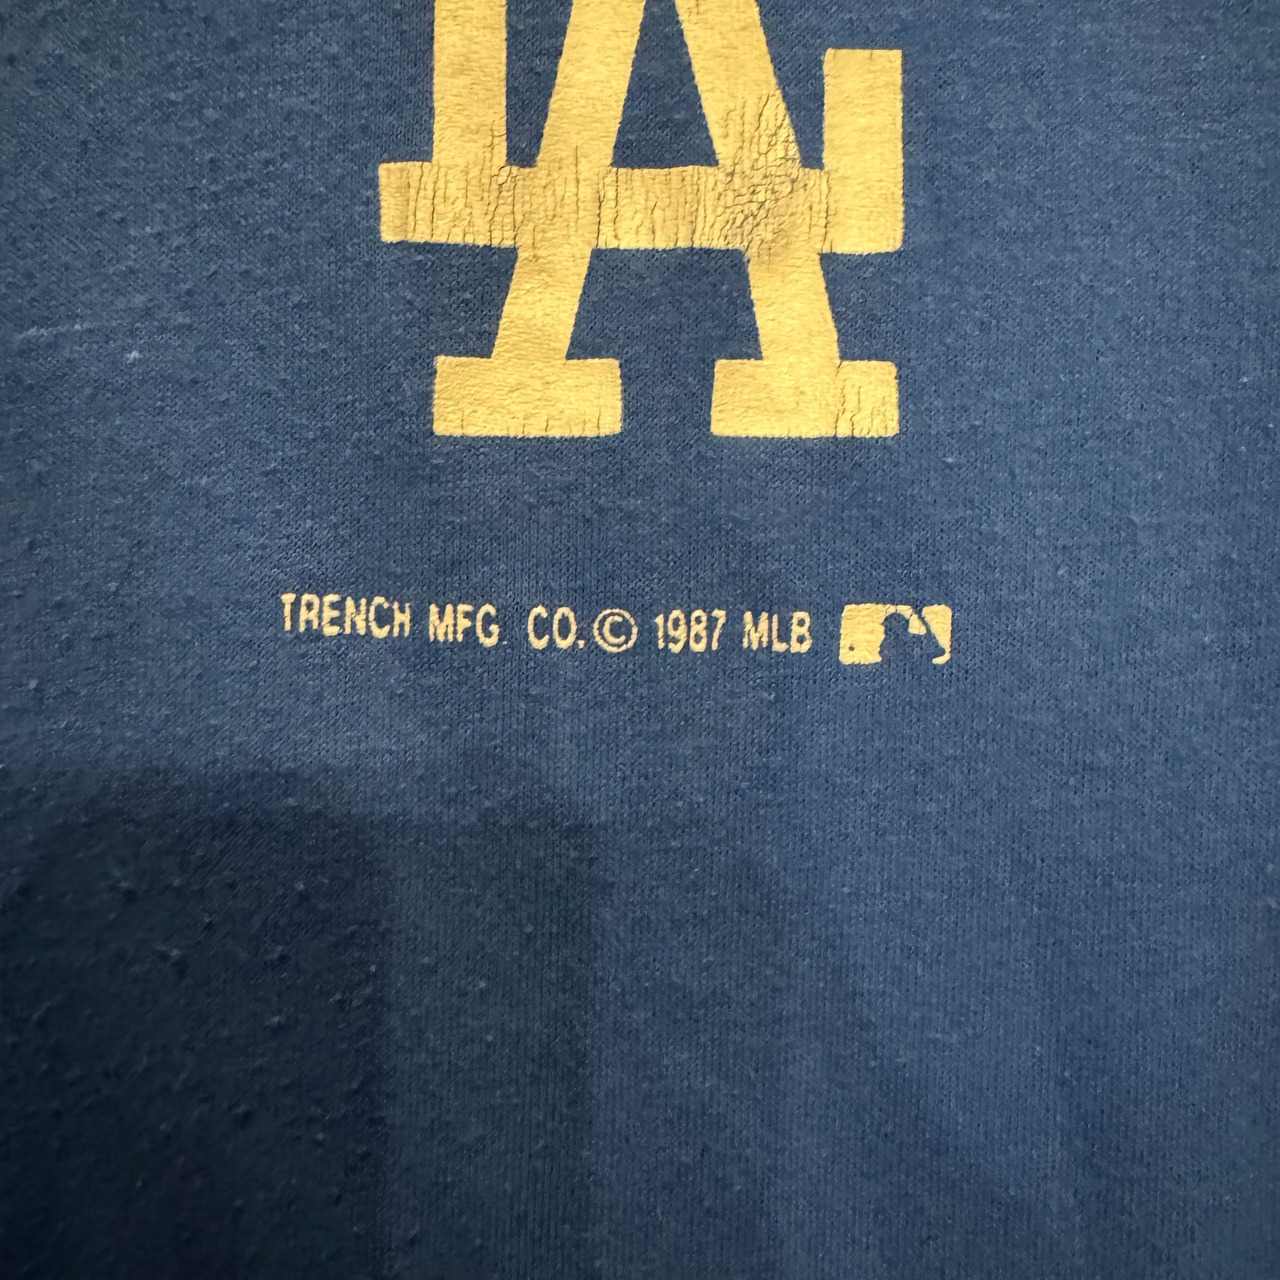 LA
TRENCH MFG. CO. © 1987 MLB